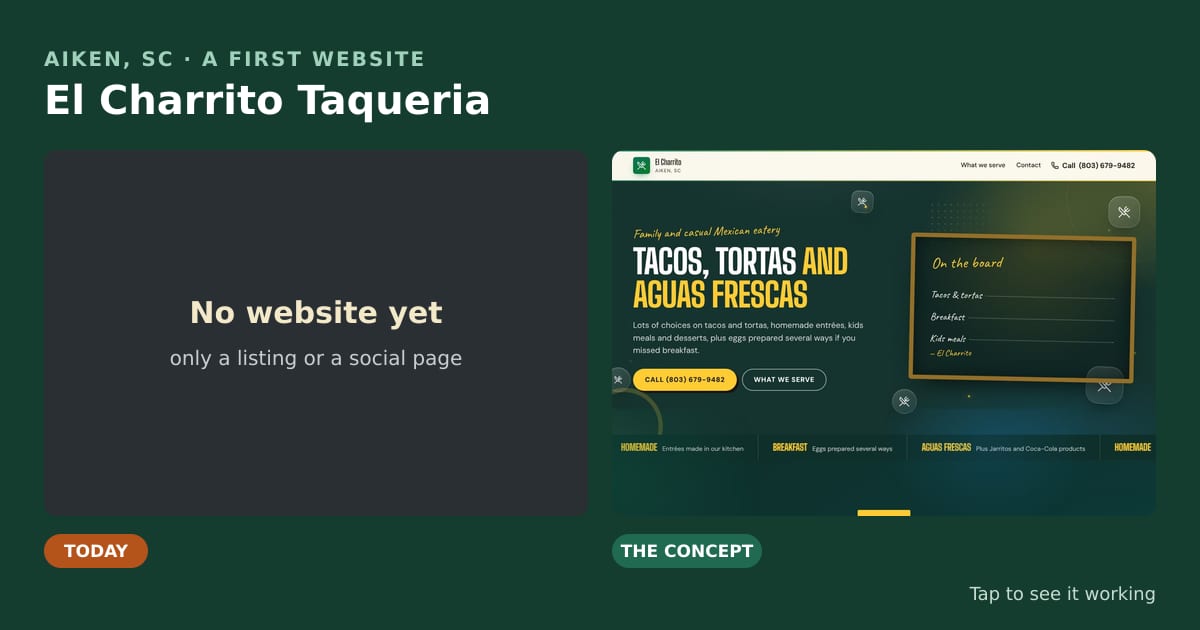 AIKEN, SC · A FIRST WEBSITE
El Charrito Taqueria
No website yet
only a listing or a social page
TODAY
El Charrito
AIKEN, SC
What we serve
Contact
Call (803) 679-9482
Family and casual Mexican eatery
TACOS, TORTAS AND
AGUAS FRESCAS
Lots of choices on tacos and tortas, homemade entrées, kids
meals and desserts, plus eggs prepared several ways if you
missed breakfast.
CALL (803) 679-9482
WHAT WE SERVE
On the board
Tacos & tortas
Breakfast
Kids meals
– El Charrito
HOMEMADE Entrées made in our kitchen
BREAKFAST Eggs prepared several ways
AGUAS FRESCAS Plus Jarritos and Coca-Cola products
HOMEMADE
THE CONCEPT
Tap to see it working